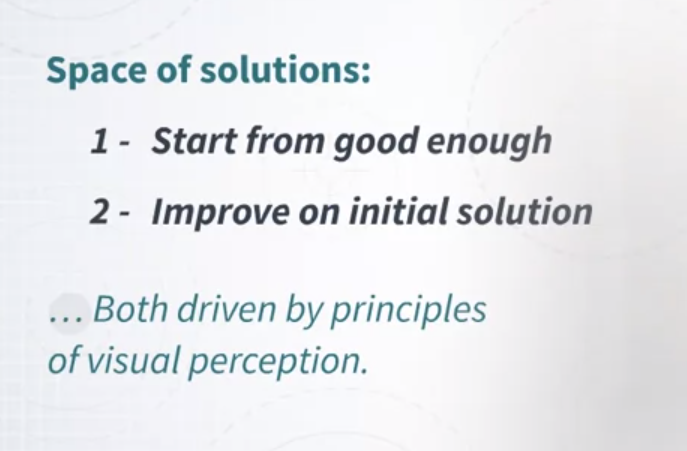 Space of solutions:
1 - Start from good enough
2 - Improve on initial solution
... Both driven by principles
of visual perception.